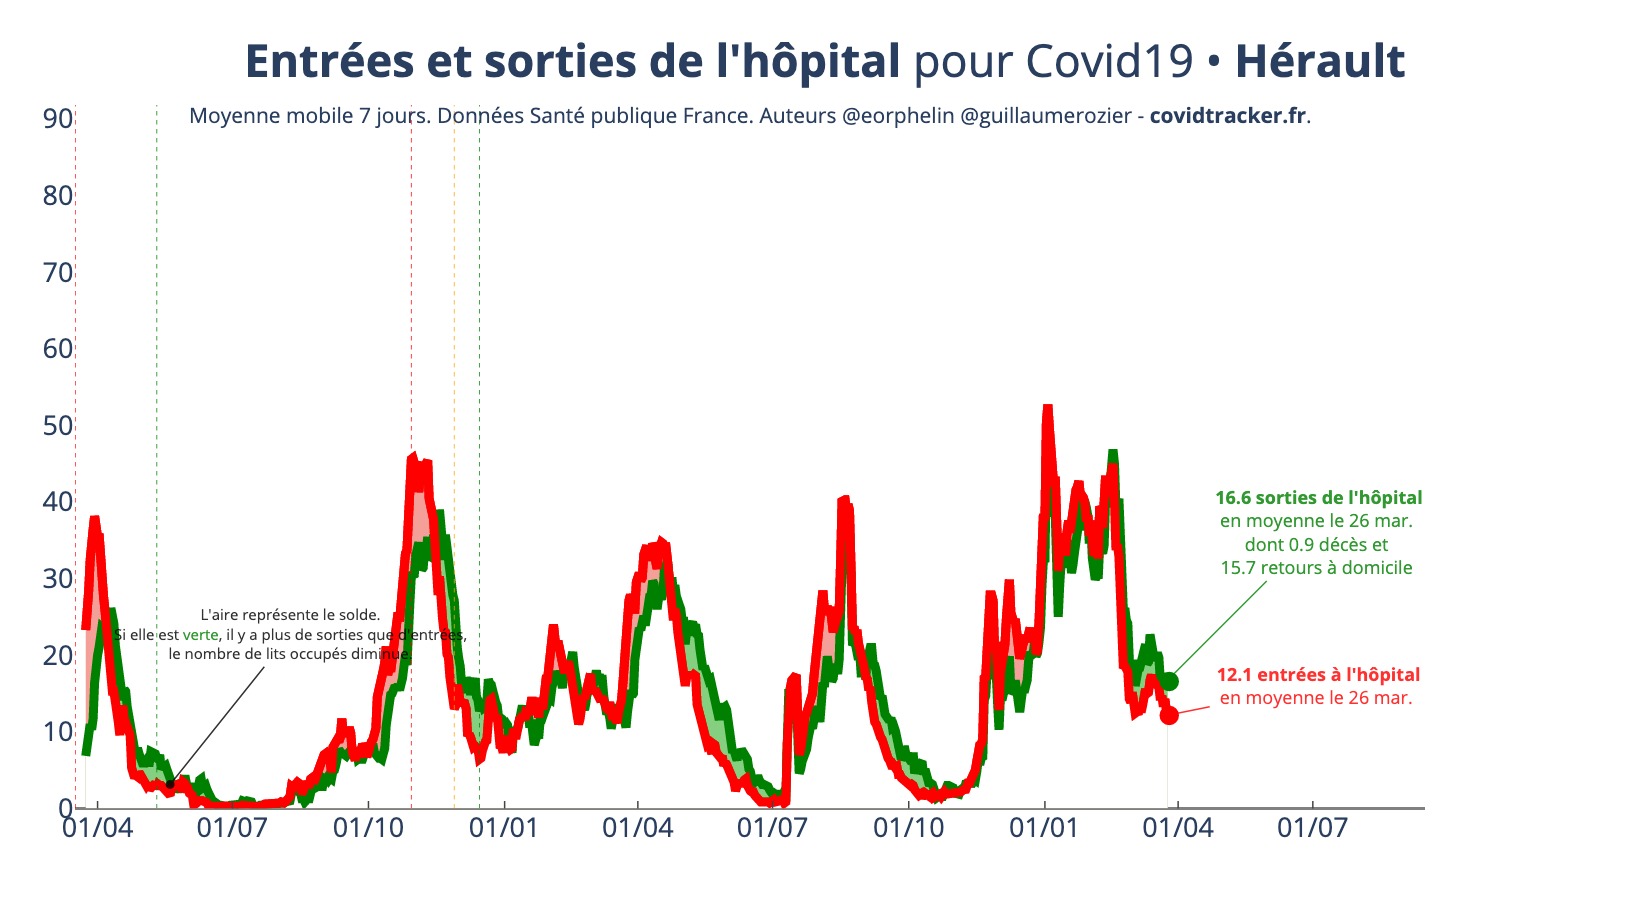 Entrées et sorties de l'hôpital pour Covid19 • Hérault
Moyenne mobile 7 jours. Données Santé publique France. Auteurs @eorphelin @guillaumerozier - covidtracker.fr.
90
80
70
60
50
40
30
20
10
0
16.6 sorties de l'hôpital
en moyenne le 26 mar.
dont 0.9 décès et
15.7 retours à domicile
L'aire représente le solde.
Si elle est verte, il y a plus de sorties que d'entrées,
le nombre de lits occupés diminue.
12.1 entrées à l'hôpital
en moyenne le 26 mar.
01/04 01/07 01/10 01/01 01/04 01/07 01/10 01/01 01/04 01/07